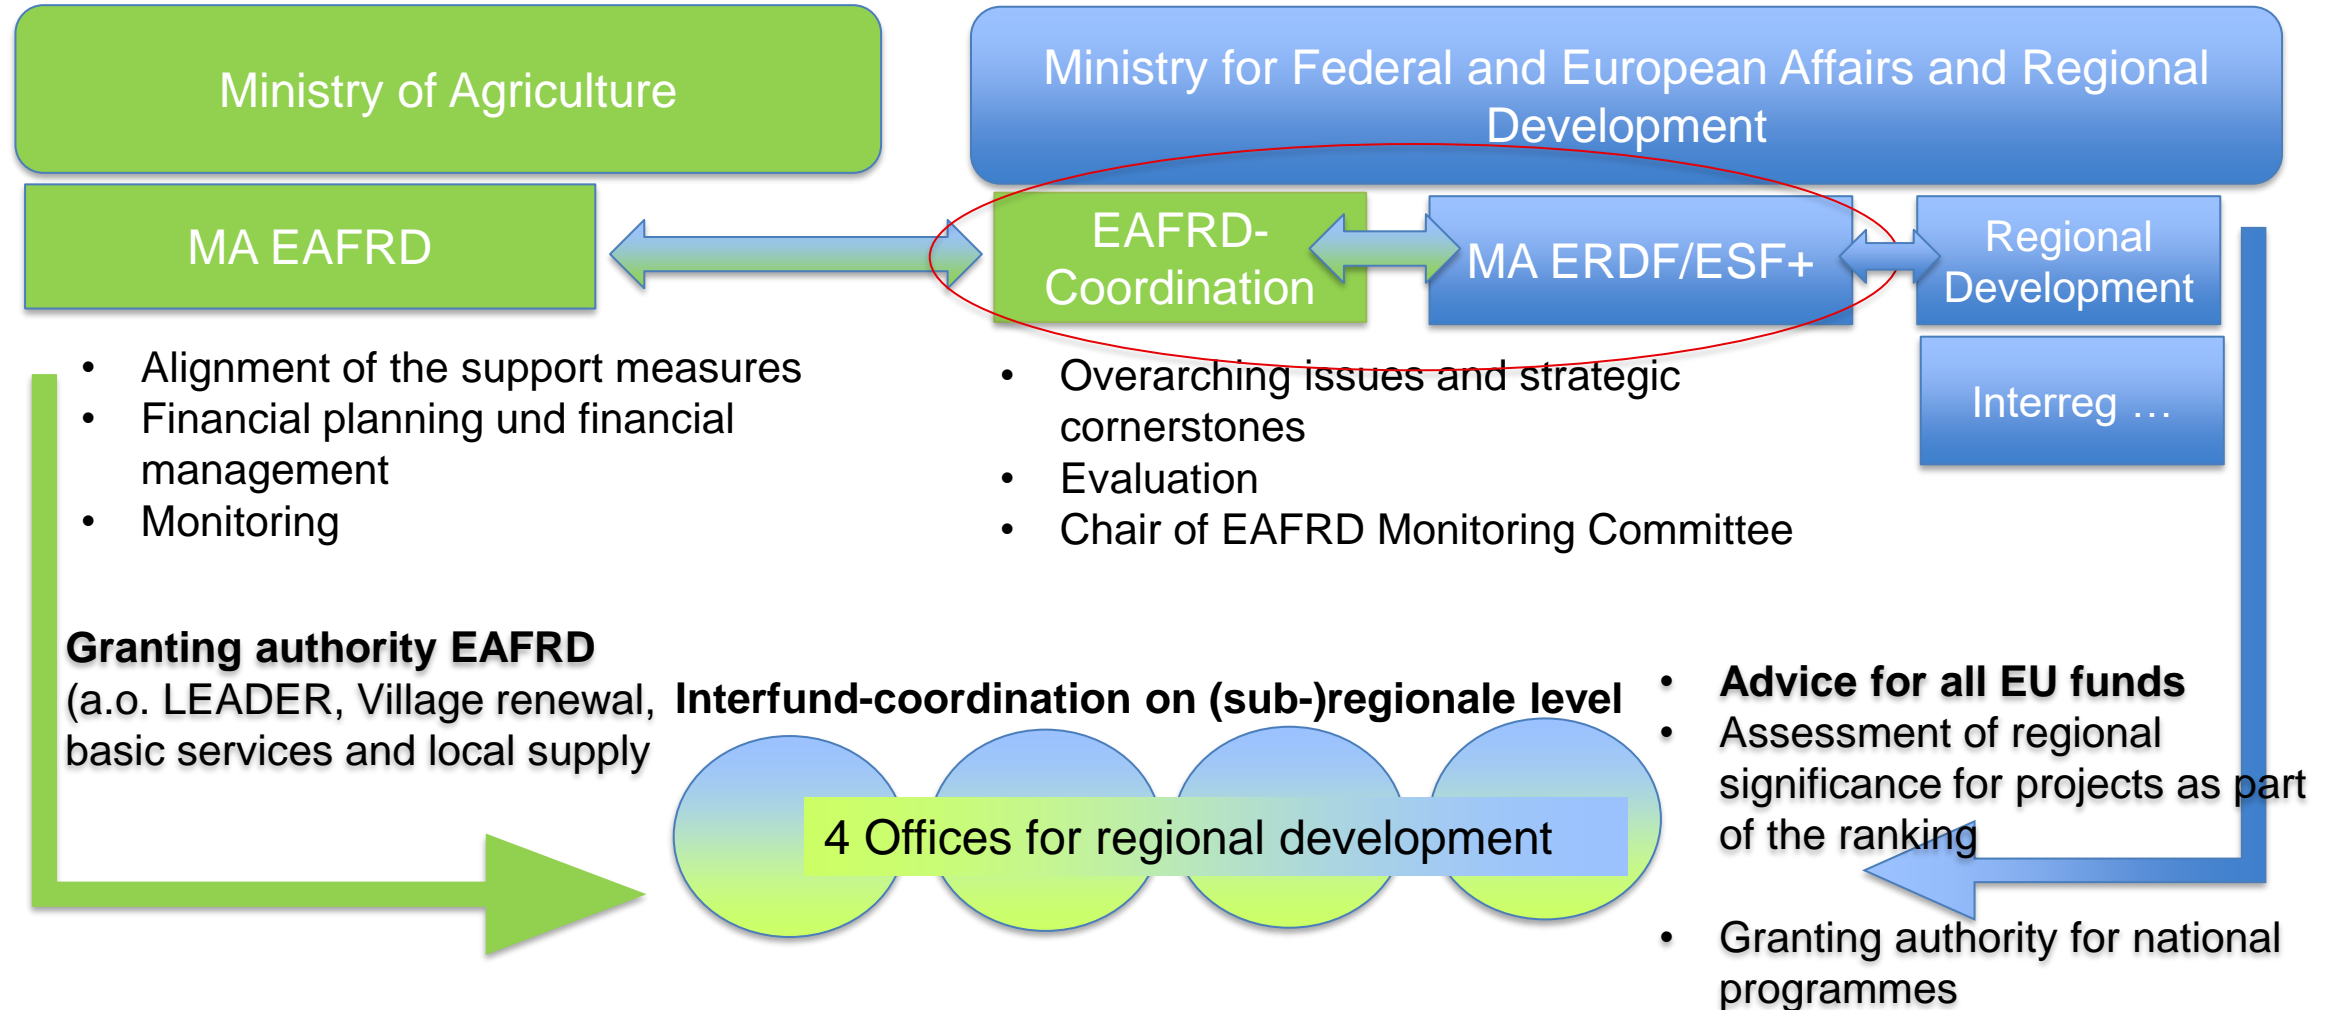 Ministry of Agriculture
Ministry for Federal and European Affairs and Regional
Development
MA EAFRD
EAFRD-
Coordination
MA ERDF/ESF+
Regional
Development
Interreg …
• Alignment of the support measures
• Financial planning und financial
management
• Monitoring
• Overarching issues and strategic
cornerstones
• Evaluation
• Chair of EAFRD Monitoring Committee
Granting authority EAFRD
(a.o. LEADER, Village renewal,
basic services and local supply
Interfund-coordination on (sub-)regionale level
4 Offices for regional development
• Advice for all EU funds
• Assessment of regional
significance for projects as part
of the ranking
• Granting authority for national
programmes